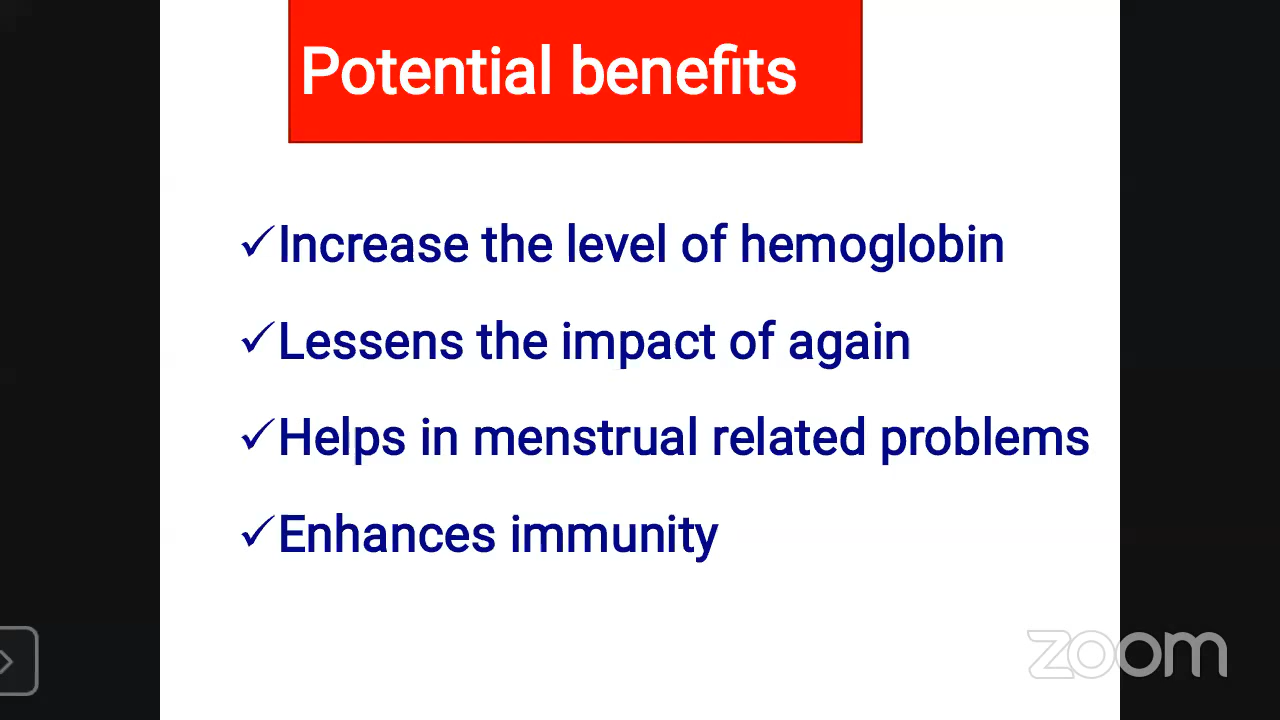 Potential benefits
✓Increase the level of hemoglobin
✓Lessens the impact of again
✓Helps in menstrual related problems
✓Enhances immunity
zoom